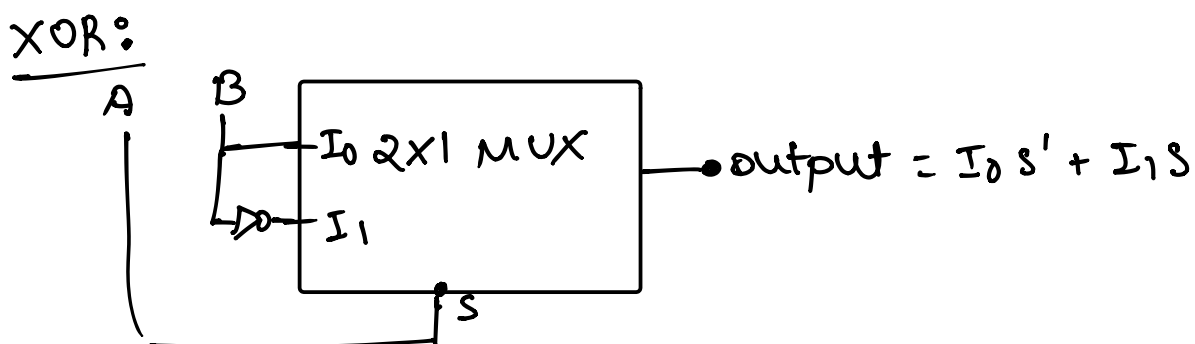 XOR:
A B
I0 2X1 MUX
output = I0 S' + I1 S
I1
S